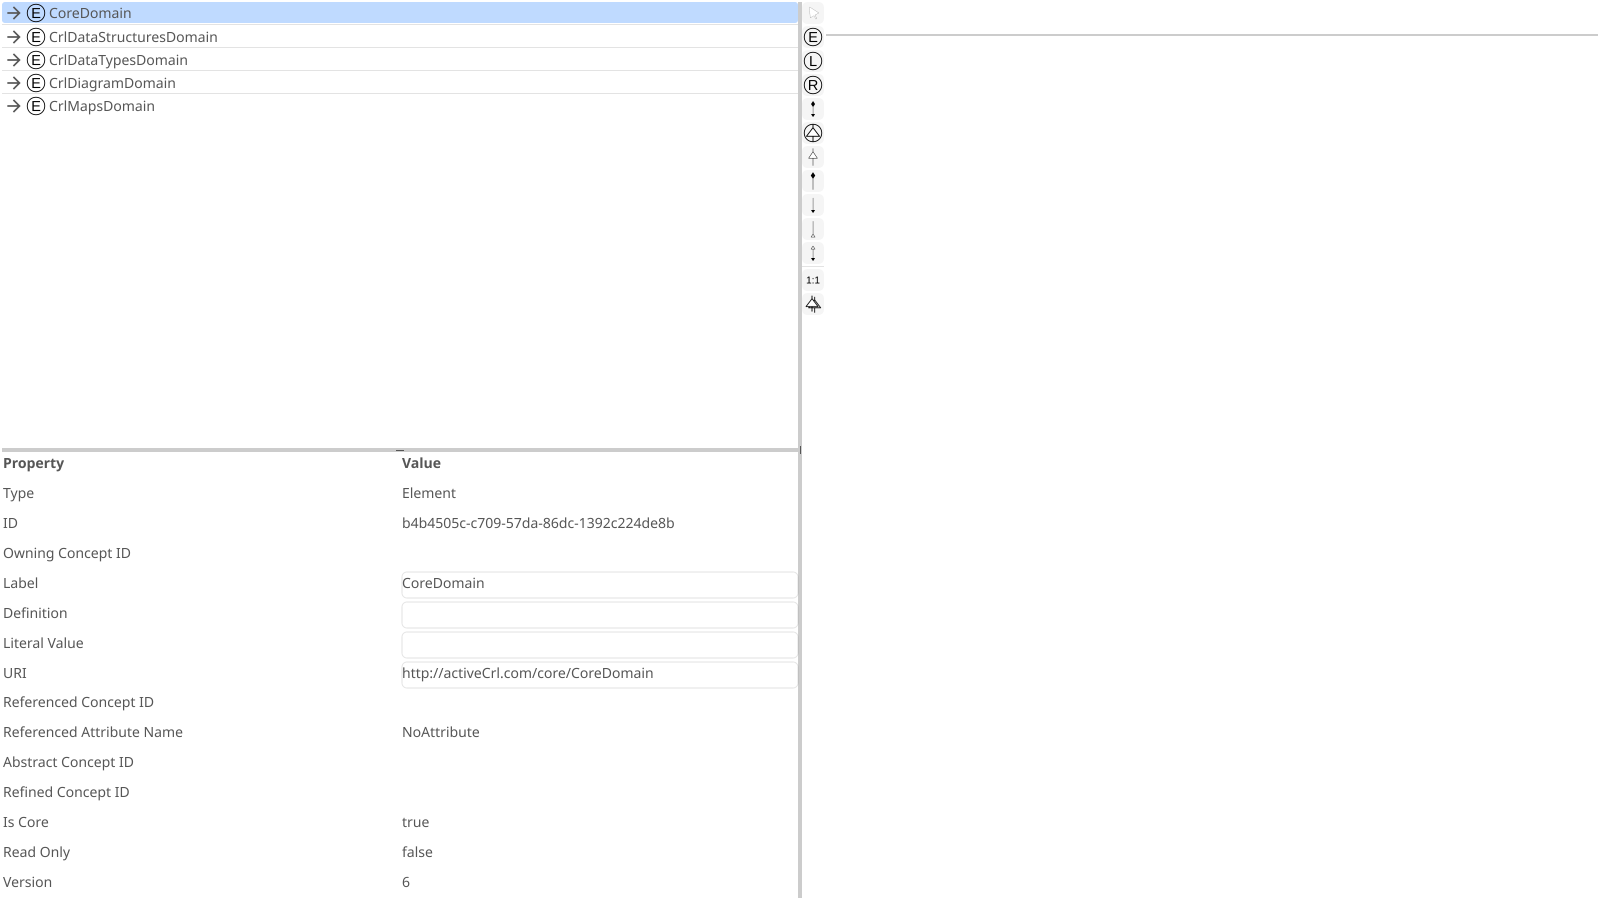 E CoreDomain
E CrlDataStructuresDomain
E CrlDataTypesDomain
E CrlDiagramDomain
E CrlMapsDomain
E
L
R
1:1
Property Value
Type Element
ID b4b4505c-c709-57da-86dc-1392c224de8b
Owning Concept ID
Label CoreDomain
Definition
Literal Value
URI http://activeCrl.com/core/CoreDomain
Referenced Concept ID
Referenced Attribute Name NoAttribute
Abstract Concept ID
Refined Concept ID
Is Core true
Read Only false
Version 6